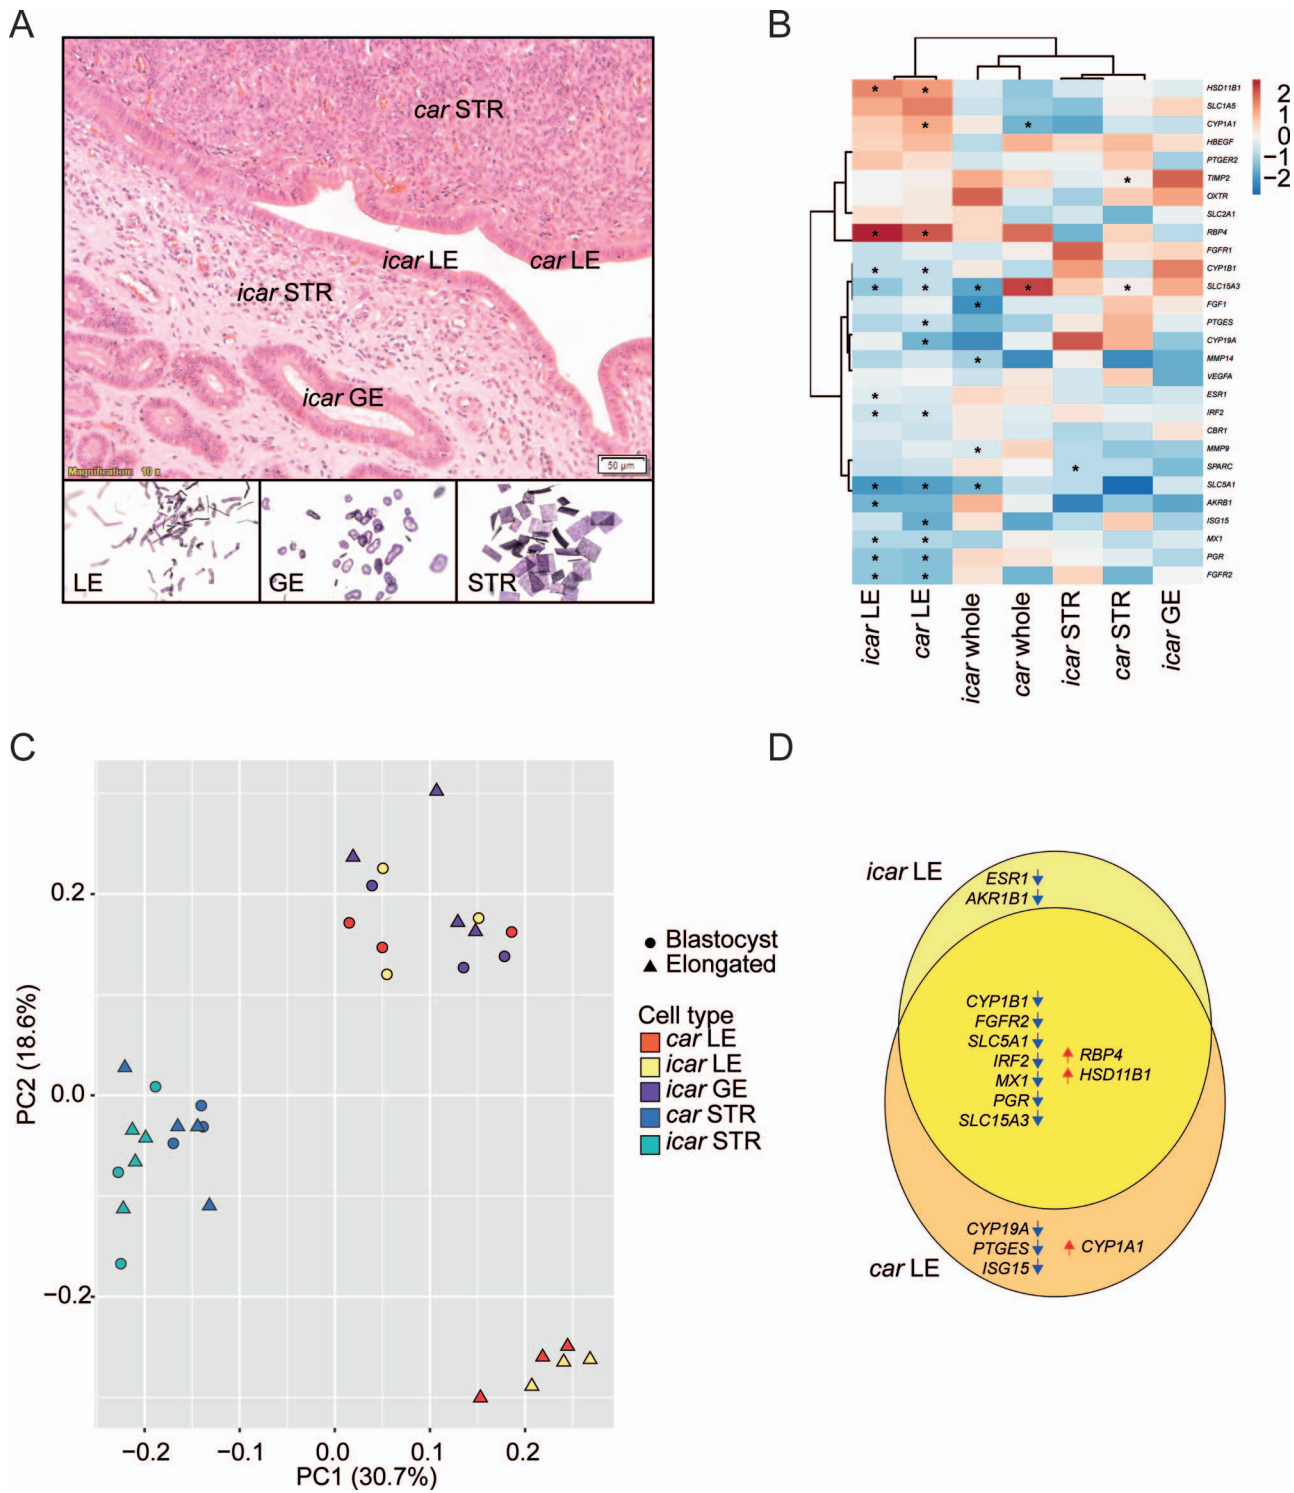 A
car STR
icar LE
car LE
icar STR
icar GE
Magnification: 10 x
50 µm
LE
GE
STR
B
HSD11B1
SLC1A5
CYP1A1
HBEGF
PTGER2
TIMP2
OXTR
SLC2A1
RBP4
FGFR1
CYP1B1
SLC15A3
FGF1
PTGES
CYP19A
MMP14
VEGFA
ESR1
IRF2
CBR1
MMP9
SPARC
SLC5A1
AKRB1
ISG15
MX1
PGR
FGFR2
2
1
0
−1
−2
icar LE
car LE
icar whole
car whole
icar STR
car STR
icar GE
C
PC2 (18.6%)
0.2
0.0
−0.2
−0.2
−0.1
0.0
0.1
0.2
PC1 (30.7%)
Blastocyst
Elongated
Cell type
car LE
icar LE
icar GE
car STR
icar STR
D
icar LE
ESR1
AKR1B1
CYP1B1
FGFR2
SLC5A1
IRF2
MX1
PGR
SLC15A3
RBP4
HSD11B1
CYP19A
PTGES
ISG15
CYP1A1
car LE